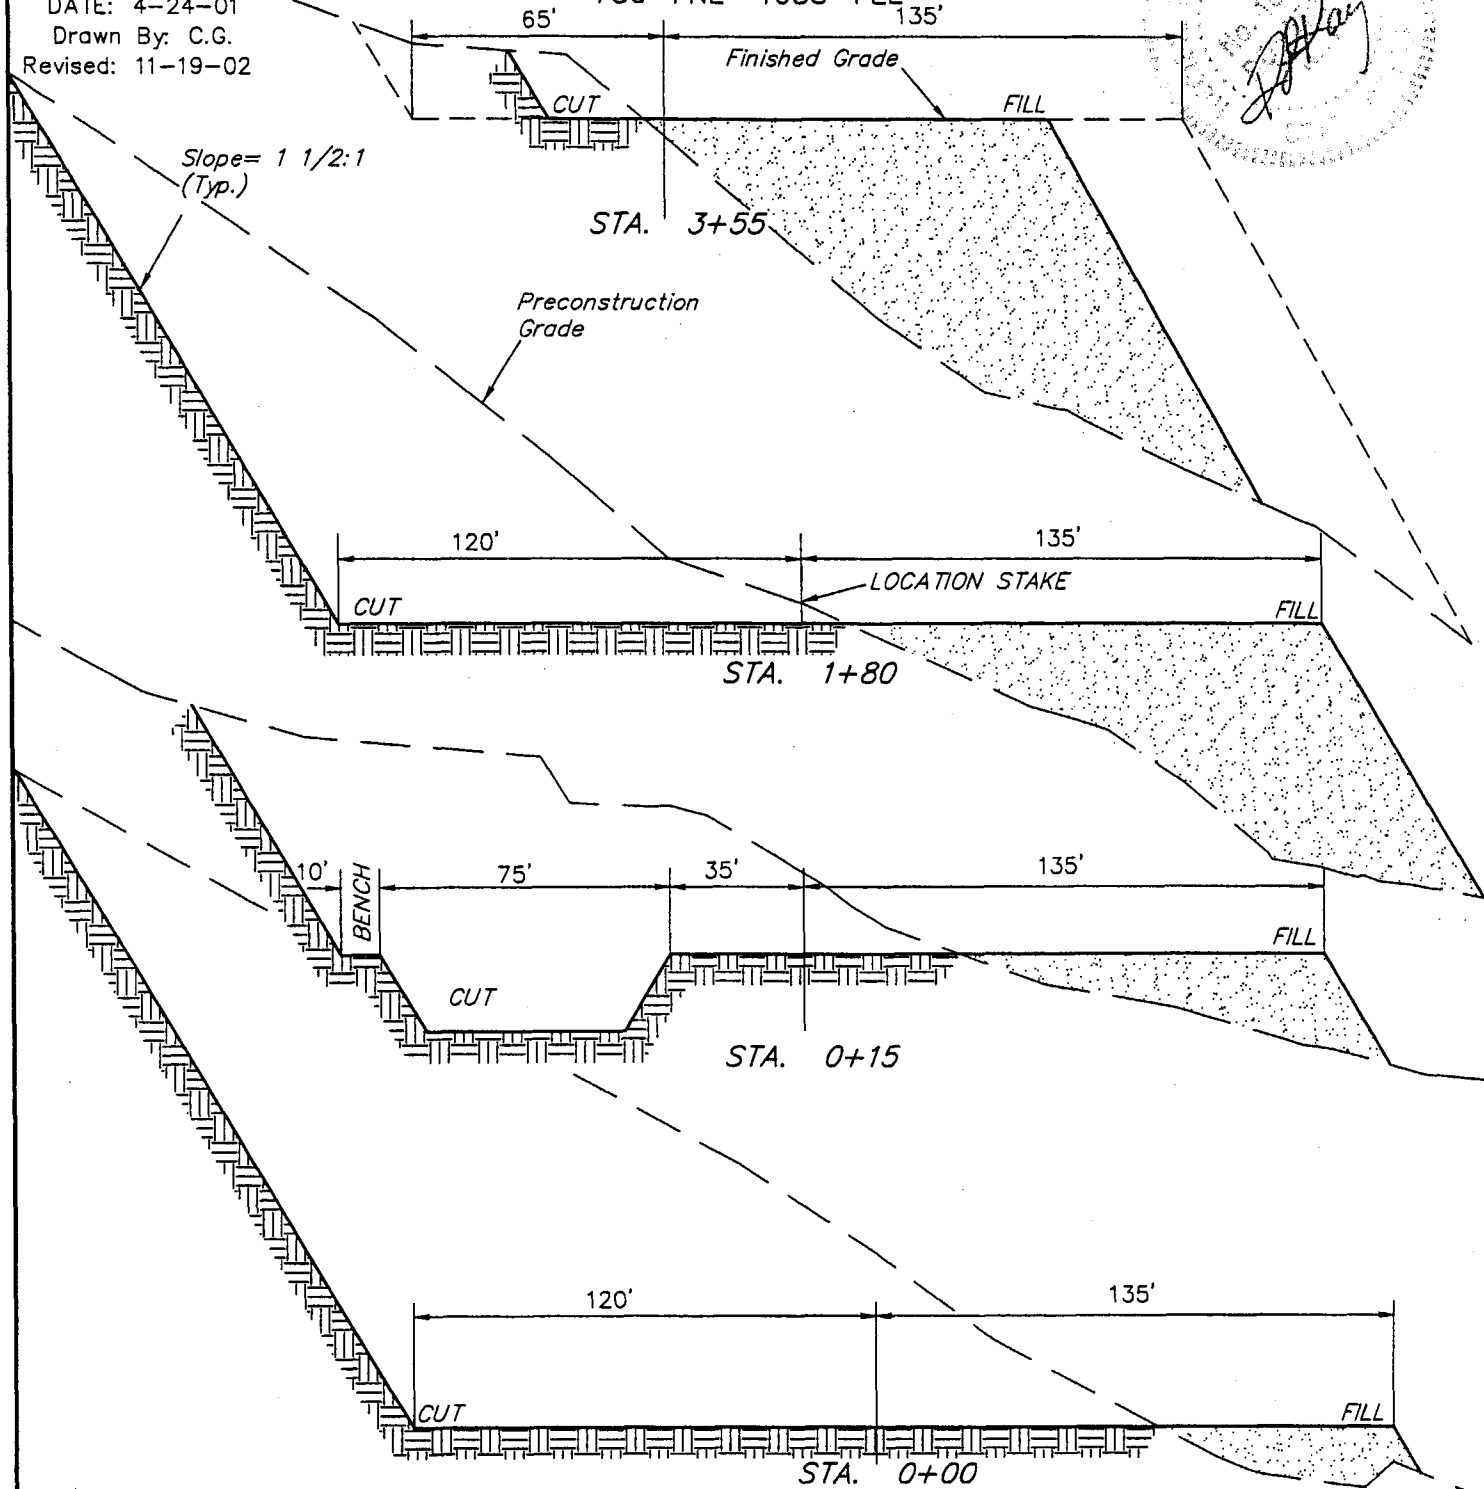 DATE: 4-24-01
Drawn By: C.G.
Revised: 11-19-02
65'
135'
Finished Grade
CUT
FILL
Slope= 1 1/2:1
(Typ.)
STA. 3+55
Preconstruction
Grade
120'
135'
LOCATION STAKE
CUT
FILL
STA. 1+80
10'
BENCH
75'
35'
135'
FILL
CUT
STA. 0+15
120'
135'
CUT
FILL
STA. 0+00